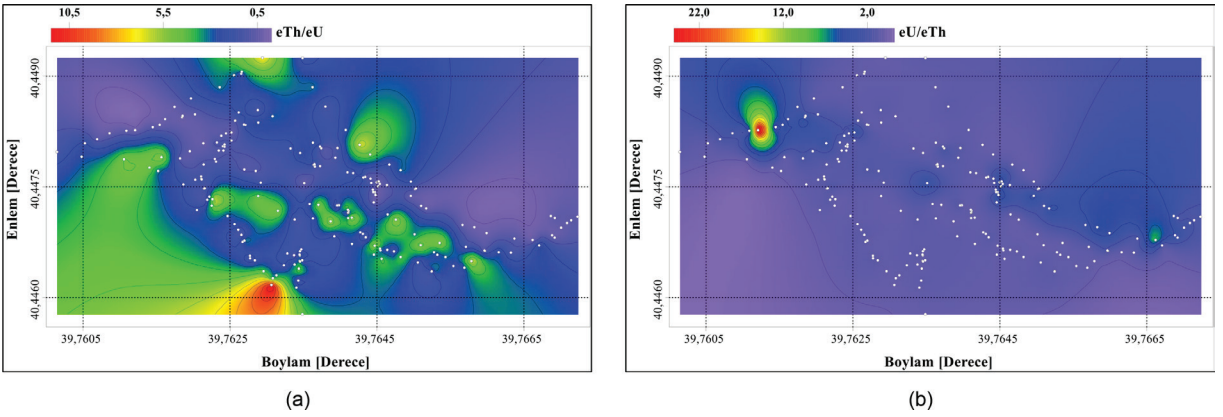 10,5 5,5 0,5
eTh/eU
40,4490
40,4475
40,4460
Enlem [Derece]
39,7605 39,7625 39,7645 39,7665
Boylam [Derece]
(a)
22,0 12,0 2,0
eU/eTh
40,4490
40,4475
40,4460
Enlem [Derece]
39,7605 39,7625 39,7645 39,7665
Boylam [Derece]
(b)